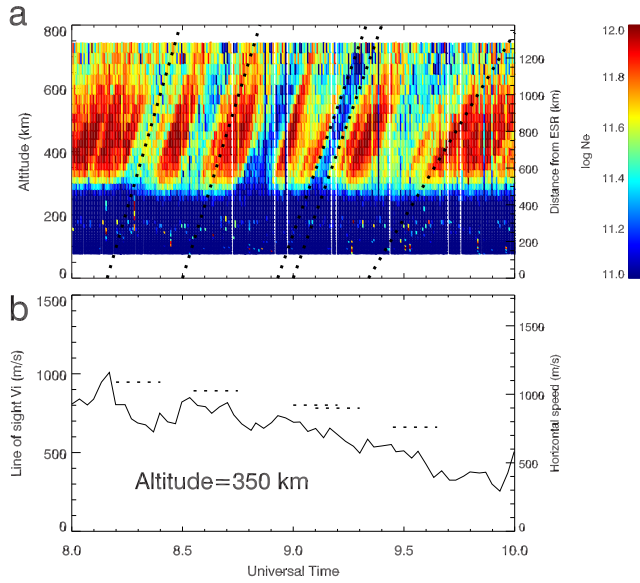 a
800
600
400
200
0
Altitude (km)
1200
1000
800
600
400
200
0
Distance from ESR (km)
12.0
11.8
11.6
11.4
11.2
11.0
log Ne
b
1500
1000
500
0
Line of sight Vi (m/s)
1500
1000
500
0
Horizontal speed (m/s)
Altitude=350 km
8.0 8.5 9.0 9.5 10.0
Universal Time